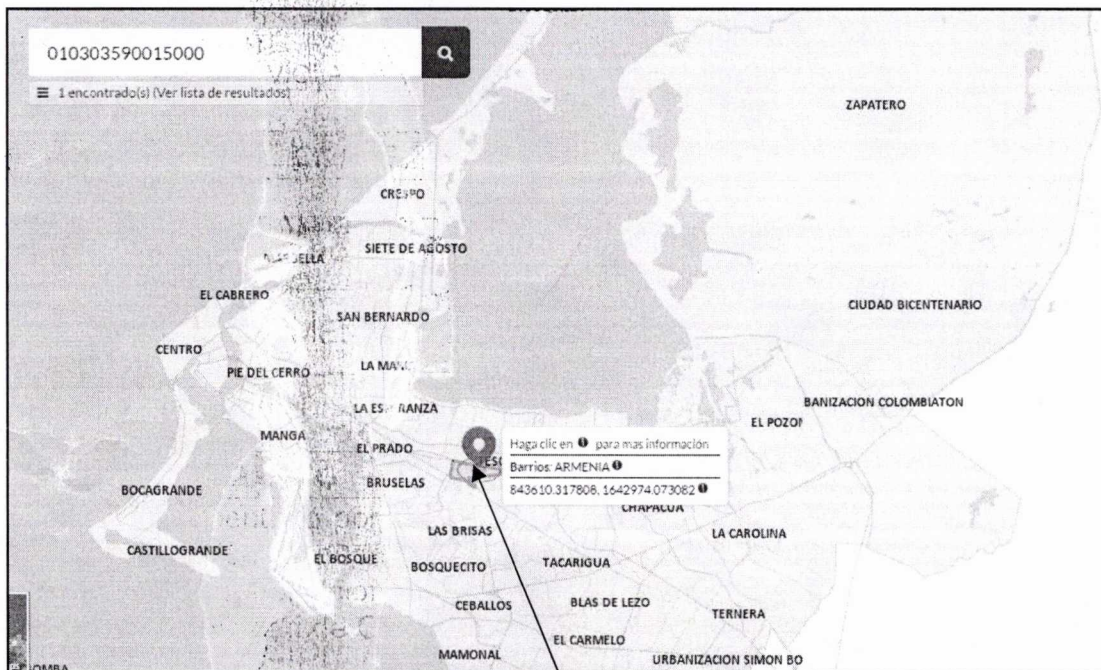 010303590015000
1 encontrado(s) (Ver lista de resultados)
ZAPATERO
CRESPO
SIETE DE AGOSTO
EL CABRERO
CIUDAD BICENTENARIO
SAN BERNARDO
CENTRO
PIE DEL CERRO
LA
BANIZACION COLOMBIATON
LA
EL POZON
MANGA
EL PRADO
Haga clic en para mas información
Barrios: ARMENIA
843610.317808, 1642974.073082
BRUSELAS
BOCAGRANDE
CHAPACUA
LAS BRISAS
LA CAROLINA
CASTILLOGRANDE
EL BOSQUE
BOSQUECITO
TACARIGUA
CEBALLOS
BLAS DE LEZO
TERNERA
EL CARMELO
MAMONAL
URBANIZACION SIMON BO